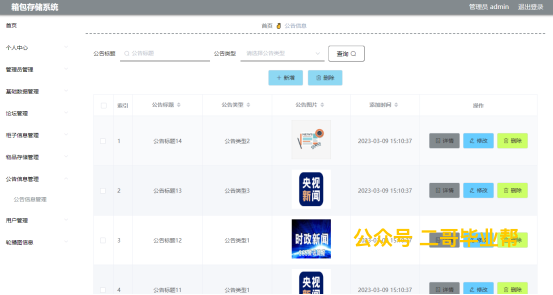 箱包存储系统
管理员 admin 退出登录
首页
个人中心
管理员管理
基础数据管理
论坛管理
柜子信息管理
物品存储管理
公告信息管理
公告信息管理
用户管理
轮播图信息
首页 公告信息
公告标题 公告标题 公告类型 请选择公告类型 查询
+ 新增 删除
索引 公告标题 公告类型 公告图片 添加时间 操作
1 公告标题14 公告类型2 2023-03-09 15:10:37 详情 修改 删除
2 公告标题13 公告类型3 央视新闻 2023-03-09 15:10:37 详情 修改 删除
3 公告标题12 公告类型1 时政新闻 2023-03-09 15:10:37 详情 修改 删除
公众号 二哥毕业帮
4 公告标题11 公告类型1 央视新闻 2023-03-09 15:10:37 详情 修改 删除